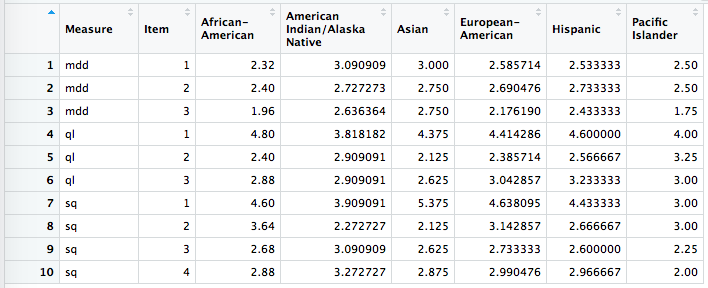 Measure Item African-American American Indian/Alaska Native Asian European-American Hispanic Pacific Islander
1 mdd 1 2.32 3.090909 3.000 2.585714 2.533333 2.50
2 mdd 2 2.40 2.727273 2.750 2.690476 2.733333 2.50
3 mdd 3 1.96 2.636364 2.750 2.176190 2.433333 1.75
4 ql 1 4.80 3.818182 4.375 4.414286 4.600000 4.00
5 ql 2 2.40 2.909091 2.125 2.385714 2.566667 3.25
6 ql 3 2.88 2.909091 2.625 3.042857 3.233333 3.00
7 sq 1 4.60 3.909091 5.375 4.638095 4.433333 3.00
8 sq 2 3.64 2.272727 2.125 3.142857 2.666667 3.00
9 sq 3 2.68 3.090909 2.625 2.733333 2.600000 2.25
10 sq 4 2.88 3.272727 2.875 2.990476 2.966667 2.00